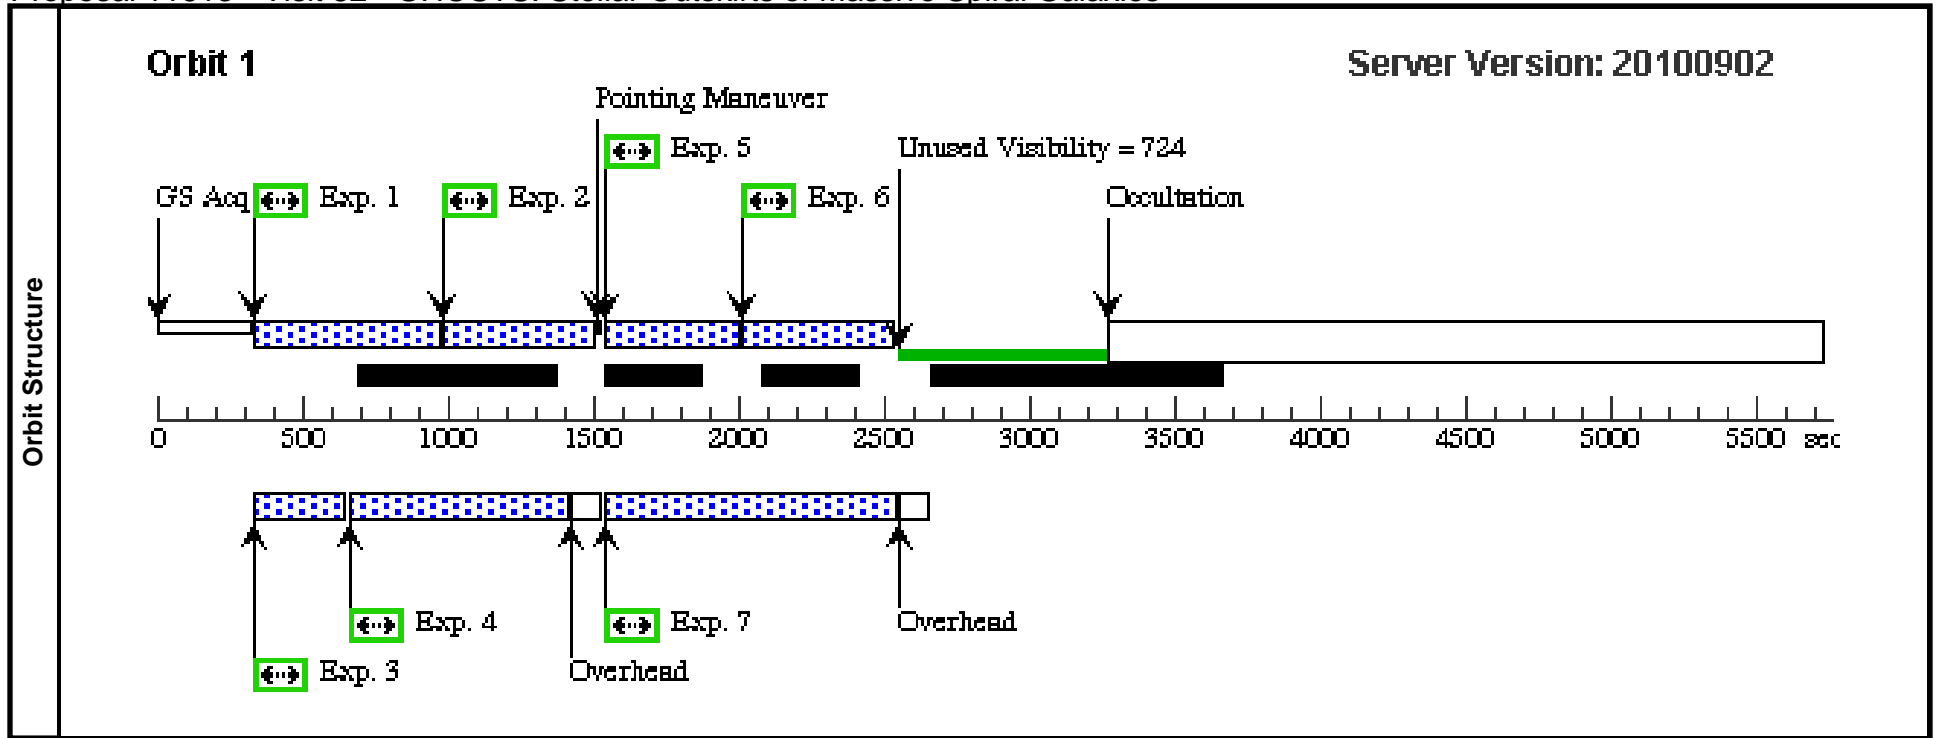 Orbit 1
Server Version: 20100902
Pointing Maneuver
Exp. 5
Unused Visibility = 724
GS Acq
Exp. 1
Exp. 2
Exp. 6
Occultation
Orbit Structure
0 500 1000 1500 2000 2500 3000 3500 4000 4500 5000 5500 sec
Exp. 4
Exp. 7
Overhead
Exp. 3
Overhead